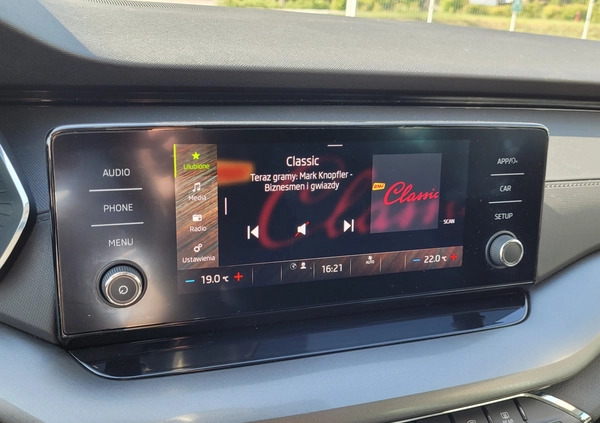 AUDIO
PHONE
MENU
Ulubione
Media
Radio
Ustawienia
Classic
Teraz gramy: Mark Knopfler -
Biznesmen i gwiazdy
Classic
SCAN
19.0 °C
16:21
AUTO
22.0 °C
APP/
CAR
SETUP